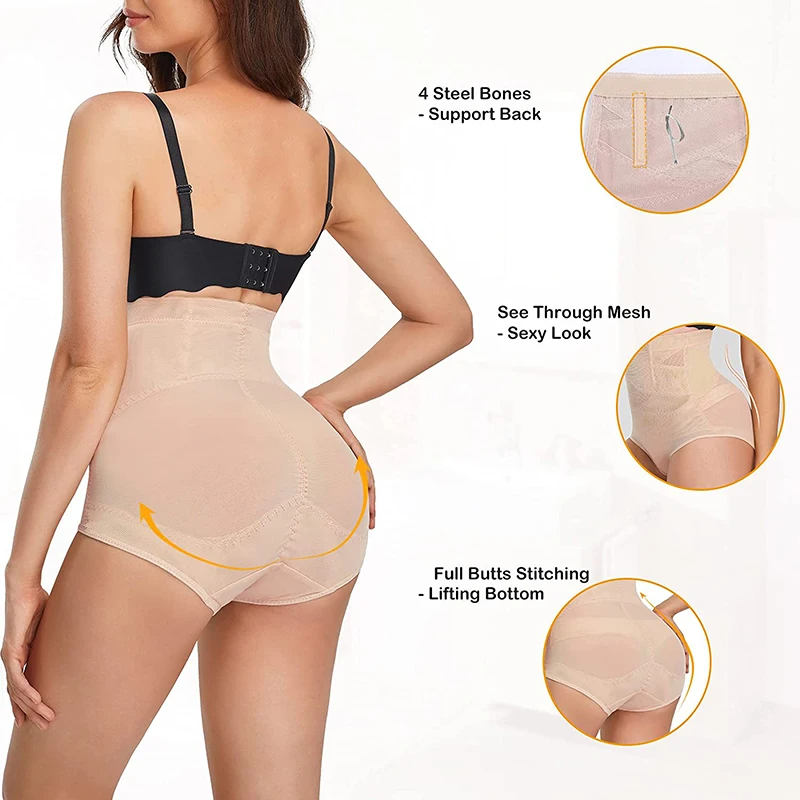 4 Steel Bones
- Support Back
See Through Mesh
- Sexy Look
Full Butts Stitching
- Lifting Bottom